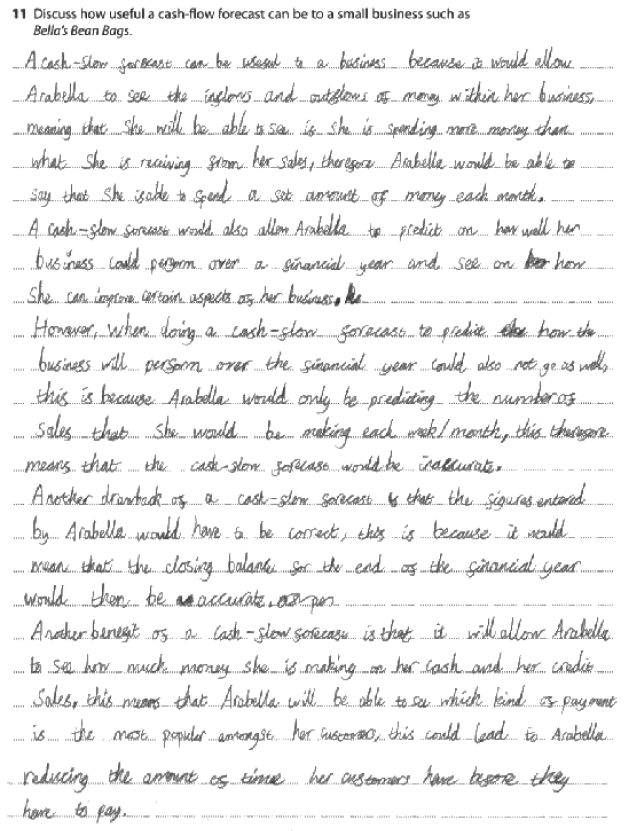 11 Discuss how useful a cash-flow forecast can be to a small business such as
Bella's Bean Bags.
A cash-flow forecast can be useful to a business because it would allow
Arabella to see the inflows and outflows of money within her business,
meaning that she will be able to see if she is spending more money than
what she is receiving from her sales, therefore Arabella would be able to
say that she is able to spend a set amount of money each month.
A cash-flow forecast would also allow Arabella to predict on how well her
business could perform over a financial year and see on how
she can improve certain aspects of her business.
However, when doing a cash-flow forecast to predict how the
business will perform over the financial year could also not go as well,
this is because Arabella would only be predicting the number of
sales that she would be making each week/month, this therefore
means that the cash-flow forecast would be inaccurate.
Another drawback of a cash-flow forecast is that the figures entered
by Arabella would have to be correct, this is because it would
mean that the closing balance for the end of the financial year
would then be accurate.
Another benefit of a cash-flow forecast is that it will allow Arabella
to see how much money she is making on her cash and her credit
sales, this means that Arabella will be able to see which kind of payment
is the most popular amongst her customers, this could lead to Arabella
reducing the amount of time her customers have before they
have to pay.